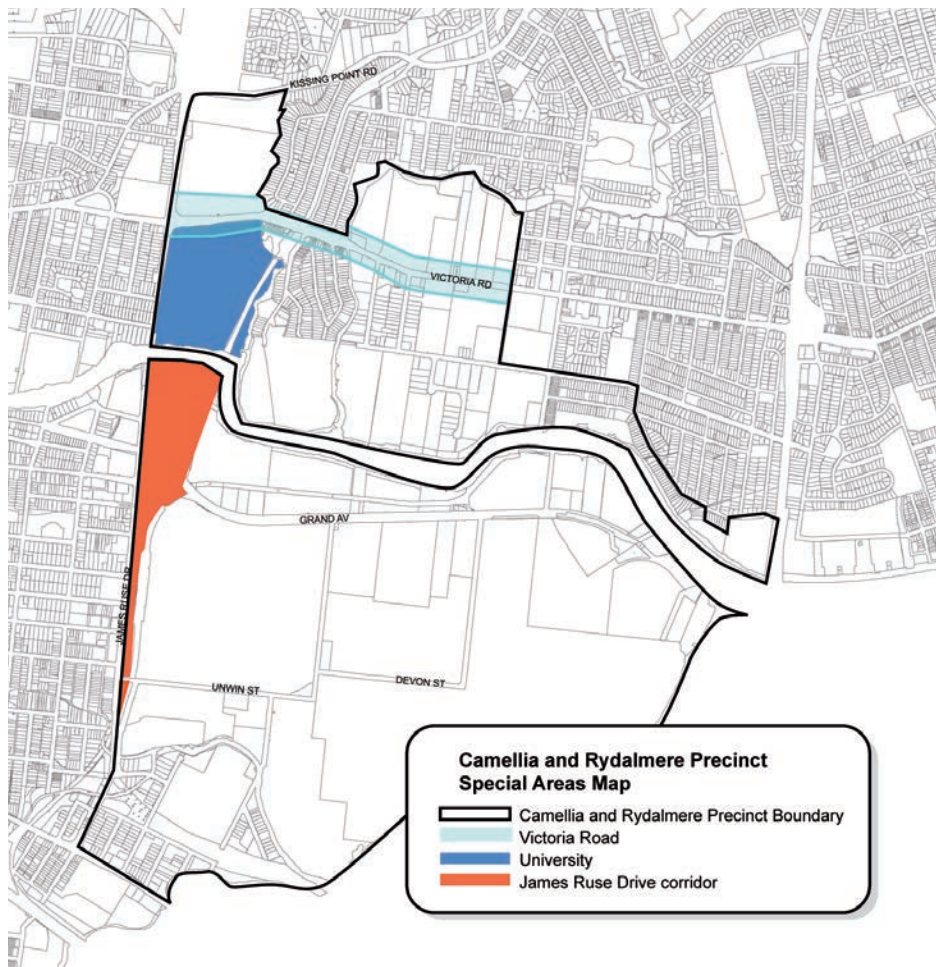 KISSING POINT RD
VICTORIA RD
GRAND AV
JAMES RUSE DR
UNWIN ST
DEVON ST
Camellia and Rydalmere Precinct
Special Areas Map
Camellia and Rydalmere Precinct Boundary
Victoria Road
University
James Ruse Drive corridor